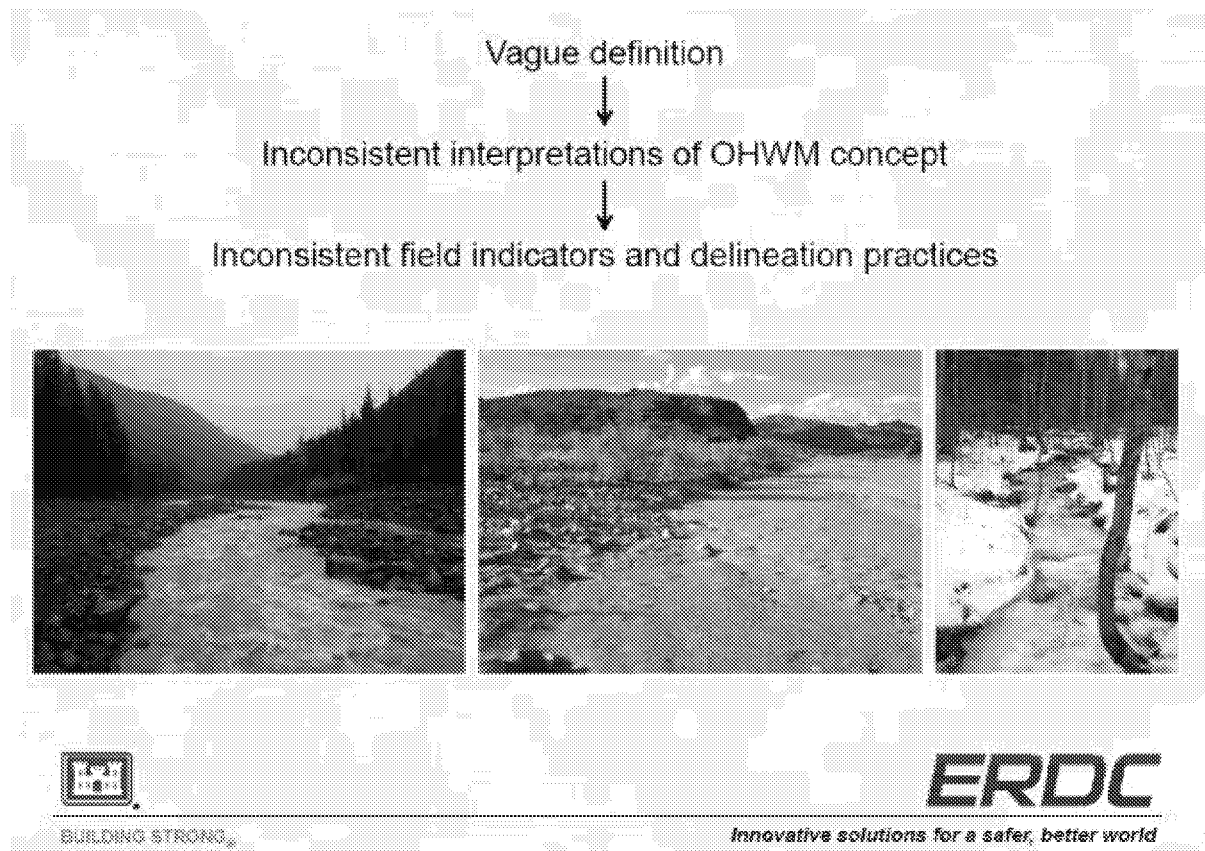 Vague definition
Inconsistent interpretations of OHWM concept
Inconsistent field indicators and delineation practices
ERDC
BUILDING STRONG®
Innovative solutions for a safer, better world